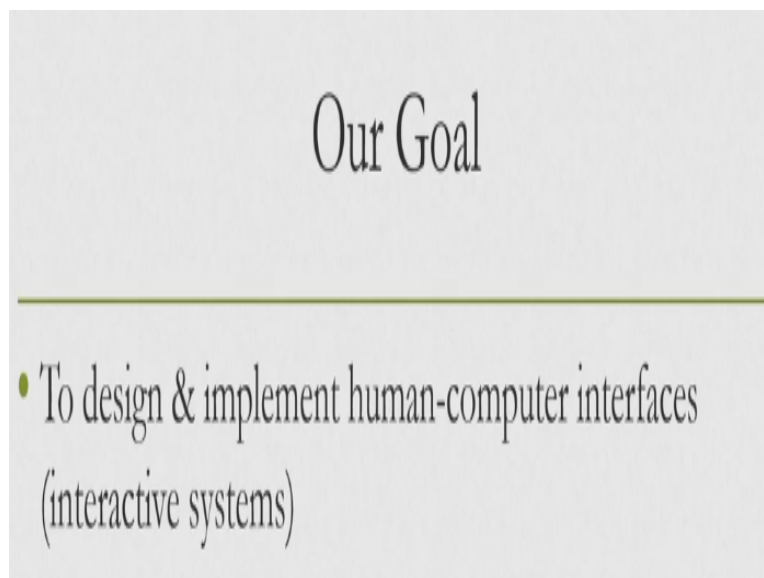 Our Goal
• To design & implement human-computer interfaces
(interactive systems)